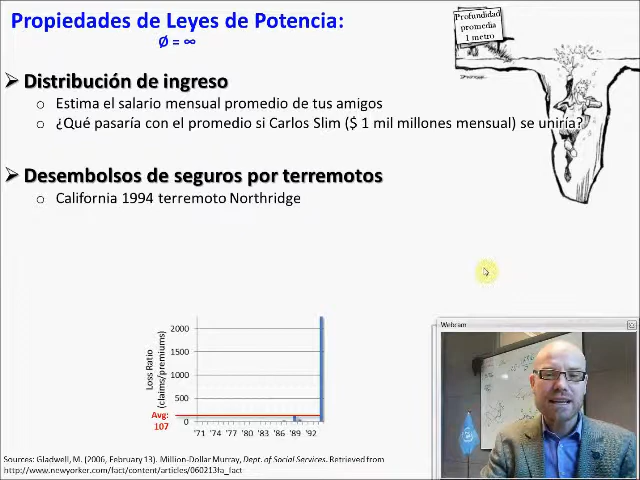 Propiedades de Leyes de Potencia:
Ø = ∞
Profundidad
promedia
1 metro
➢ Distribución de ingreso
o Estima el salario mensual promedio de tus amigos
o ¿Qué pasaría con el promedio si Carlos Slim ($ 1 mil millones mensual) se uniría?
➢ Desembolsos de seguros por terremotos
o California 1994 terremoto Northridge
Loss Ratio
(claims/premiums)
2000
1500
1000
500
0
Avg:
107
'71 '74 '77 '80 '83 '86 '89 '92
Webcam
Sources: Gladwell, M. (2006, February 13). Million-Dollar Murray, Dept. of Social Services. Retrieved from
http://www.newyorker.com/fact/content/articles/060213fa_fact